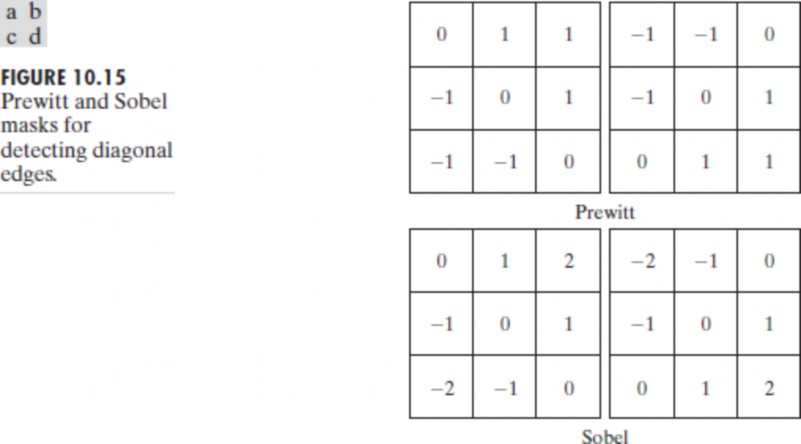 a b
c d
FIGURE 10.15
Prewitt and Sobel
masks for
detecting diagonal
edges.
0 1 1 −1 −1 0
−1 0 1 −1 0 1
−1 −1 0 0 1 1
Prewitt
0 1 2 −2 −1 0
−1 0 1 −1 0 1
−2 −1 0 0 1 2
Sobel